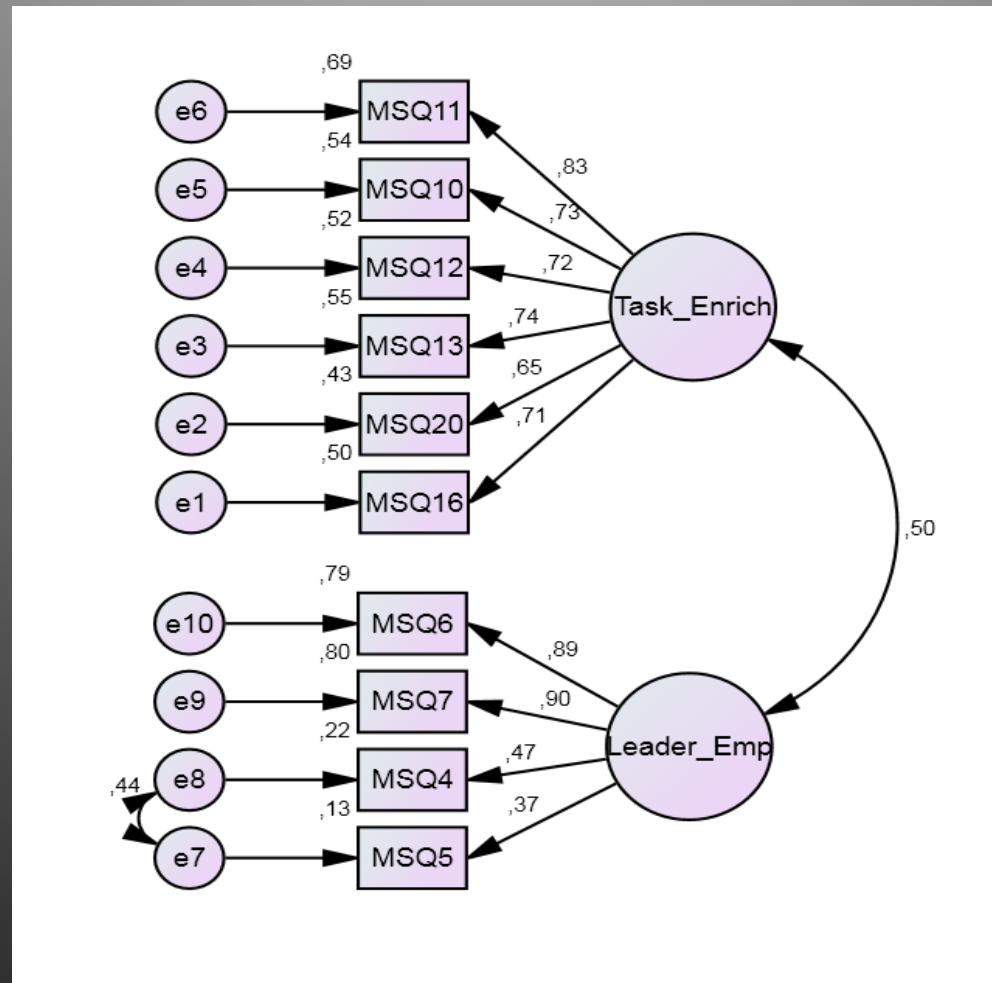 ,69
e6
MSQ11
,83
,54
e5
MSQ10
,73
,52
e4
MSQ12
,72
Task_Enrich
,55
e3
MSQ13
,74
,43
e2
MSQ20
,65
,50
e1
MSQ16
,71
,50
,79
e10
MSQ6
,89
,80
e9
MSQ7
,90
,22
e8
MSQ4
,47
Leader_Emp
,44
,13
e7
MSQ5
,37